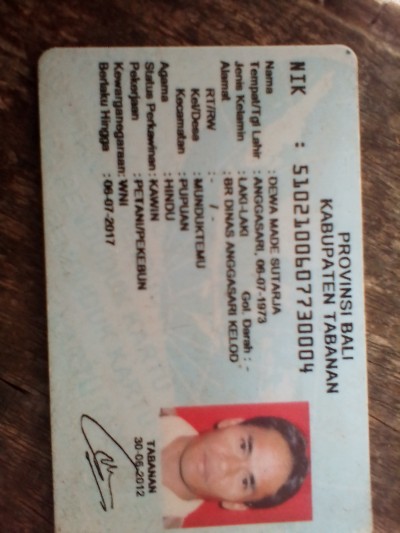 PROVINSI BALI
KABUPATEN TABANAN
NIK : 5102100607730004
Nama : DEWA MADE SUTARJA
Tempat/Tgl Lahir : ANGGASARI, 06-07-1973
Jenis Kelamin : LAKI-LAKI Gol. Darah : -
Alamat : BR DINAS ANGGASARI KELOD
RT/RW : - / -
Kel/Desa : MUNDUKTEMU
Kecamatan : PUPUAN
Agama : HINDU
Status Perkawinan : KAWIN
Pekerjaan : PETANI/PEKEBUN
Kewarganegaraan: WNI
Berlaku Hingga : 06-07-2017
TABANAN
30-06-2012